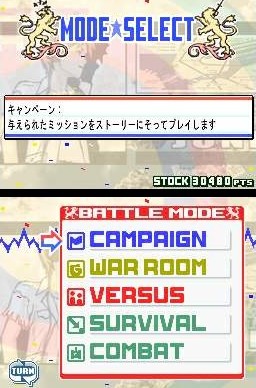 MODE★SELECT
キャンペーン：
与えられたミッションをストーリーにそってプレイします
STOCK 30480 PTS
BATTLE MODE
CAMPAIGN
WAR ROOM
VERSUS
SURVIVAL
COMBAT
TURN